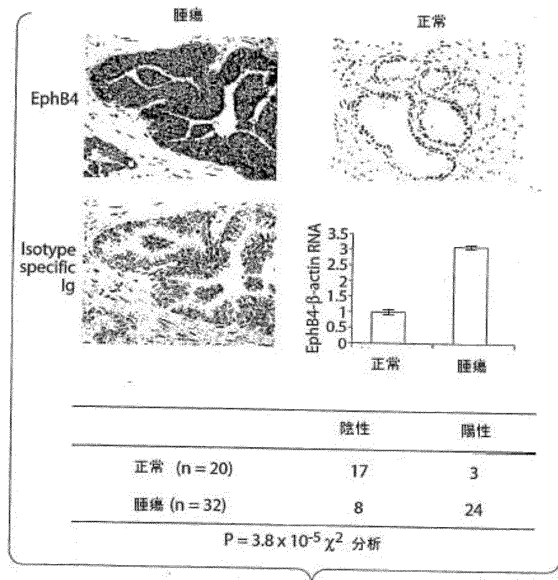 腫瘍
正常
EphB4
Isotype
specific
Ig
EphB4-β-actin RNA
3.5
3
2.5
2
1.5
1
0.5
0
正常
腫瘍
陰性 陽性
正常 (n = 20) 17 3
腫瘍 (n = 32) 8 24
P = 3.8 x 10-5 χ2 分析